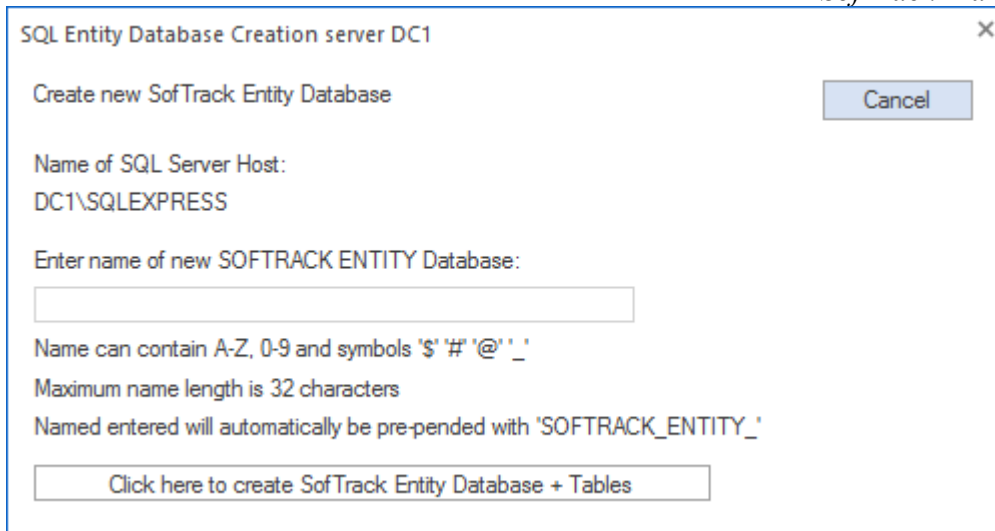 SQL Entity Database Creation server DC1
Create new SofTrack Entity Database
Cancel
Name of SQL Server Host:
DC1\SQLEXPRESS
Enter name of new SOFTRACK ENTITY Database:
Name can contain A-Z, 0-9 and symbols '$' '#' '@' '_'
Maximum name length is 32 characters
Named entered will automatically be pre-pended with 'SOFTRACK_ENTITY_'
Click here to create SofTrack Entity Database + Tables